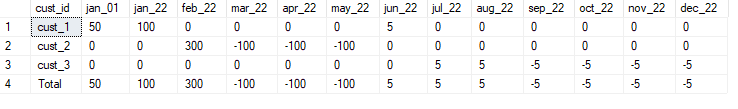 cust_id jan_01 jan_22 feb_22 mar_22 apr_22 may_22 jun_22 jul_22 aug_22 sep_22 oct_22 nov_22 dec_22
1 cust_1 50 100 0 0 0 0 5 0 0 0 0 0 0
2 cust_2 0 0 300 -100 -100 -100 0 0 0 0 0 0 0
3 cust_3 0 0 0 0 0 0 0 5 5 -5 -5 -5 -5
4 Total 50 100 300 -100 -100 -100 5 5 5 -5 -5 -5 -5